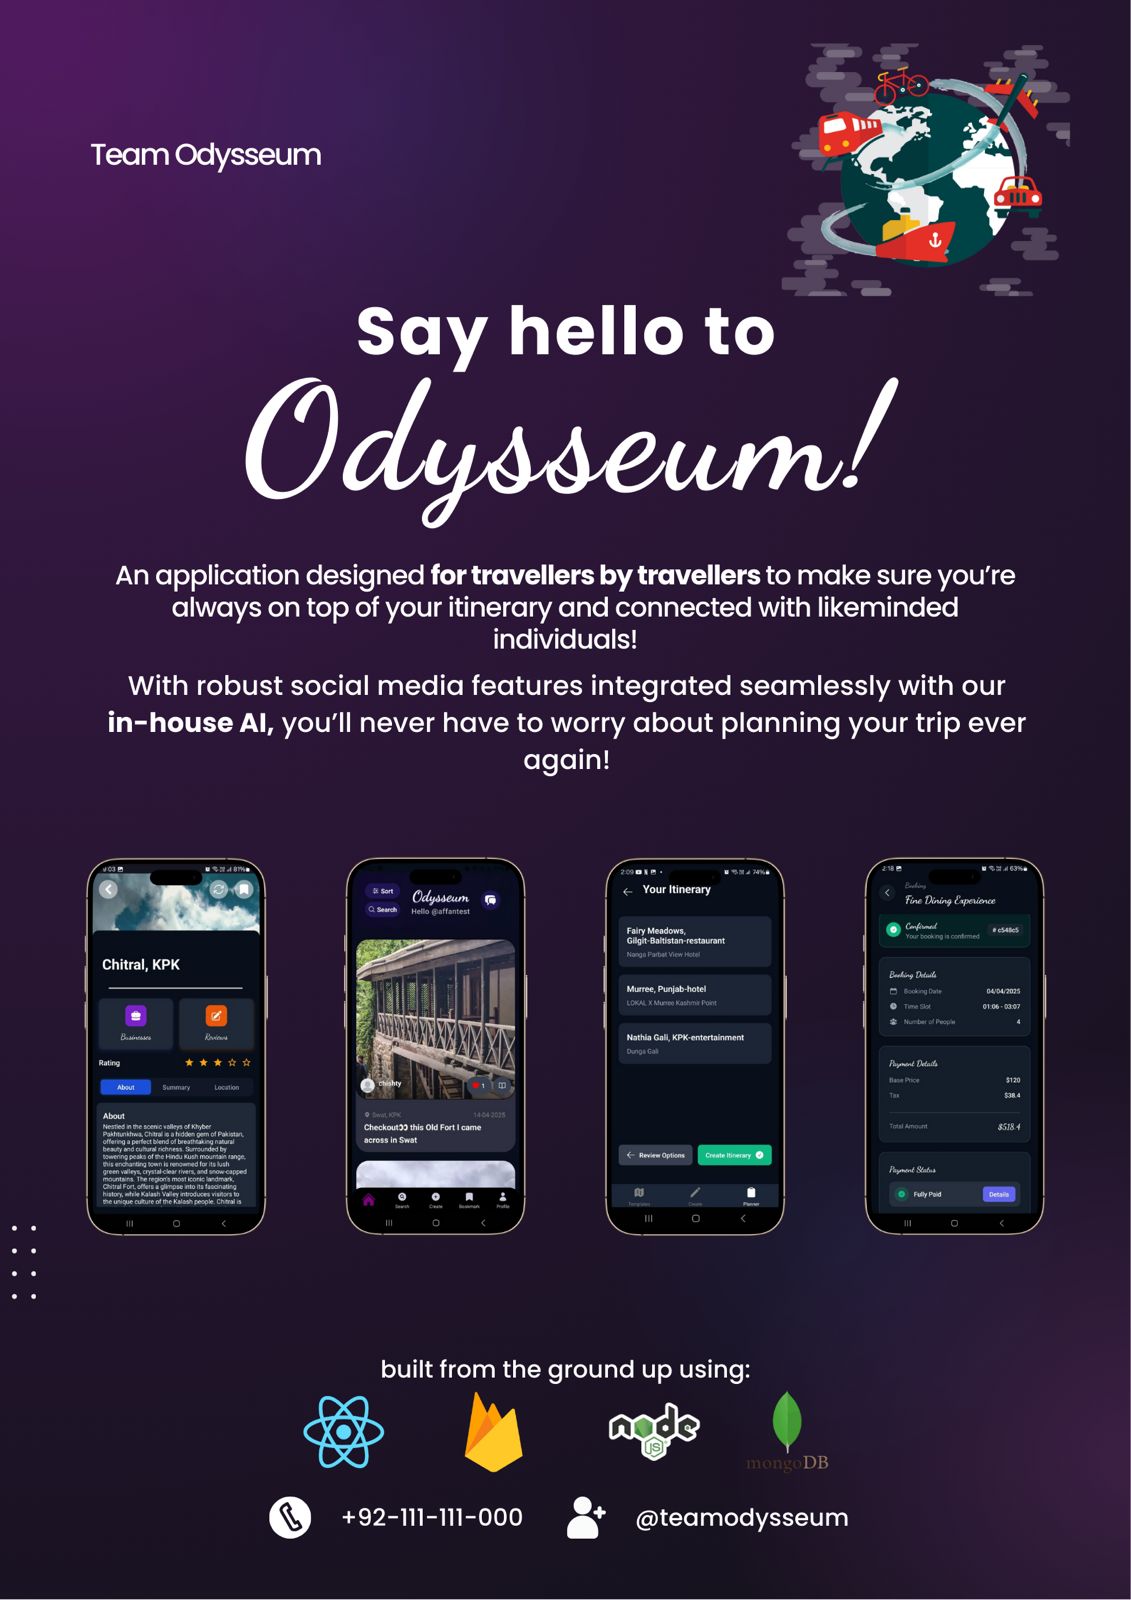 Team Odysseum
Say hello to
Odysseum!
An application designed for travellers by travellers to make sure you're
always on top of your itinerary and connected with likeminded
individuals!
With robust social media features integrated seamlessly with our
in-house AI, you'll never have to worry about planning your trip ever
again!
81%
Chitral, KPK
Businesses
Reviews
Rating
About
Summary
Location
About
Nestled in the scenic valleys of Khyber
Pakhtunkhwa, Chitral is a hidden gem of Pakistan,
offering a perfect blend of breathtaking natural
beauty and cultural richness. Surrounded by
towering peaks of the Hindu Kush mountain range,
this enchanting town is renowned for its lush
green valleys, crystal-clear rivers, and snow-capped
mountains. The region's most iconic landmark,
Chitral Fort, offers a glimpse into its fascinating
history, while Kalash Valley introduces visitors to
the unique culture of the Kalash people. Chitral is
Sort
Search
Odysseum
Hello @affantest
chishty
1
Swat, KPK
14-04-2025
Checkout👀 this Old Fort I came
across in Swat
Search
Create
Bookmark
Profile
2:09
74%
Your Itinerary
Fairy Meadows,
Gilgit-Baltistan-restaurant
Nanga Parbat View Hotel
Murree, Punjab-hotel
LOKAL X Murree Kashmir Point
Nathia Gali, KPK-entertainment
Dunga Gali
Review Options
Create Itinerary
Templates
Create
Planner
2:18
63%
Booking
Fine Dining Experience
Confirmed
Your booking is confirmed
# c548c5
Booking Details
Booking Date
04/04/2025
Time Slot
01:06 - 03:07
Number of People
4
Payment Details
Base Price
$120
Tax
$38.4
Total Amount
$518.4
Payment Status
Fully Paid
Details
built from the ground up using:
node
JS
mongoDB
+92-111-111-000
@teamodysseum